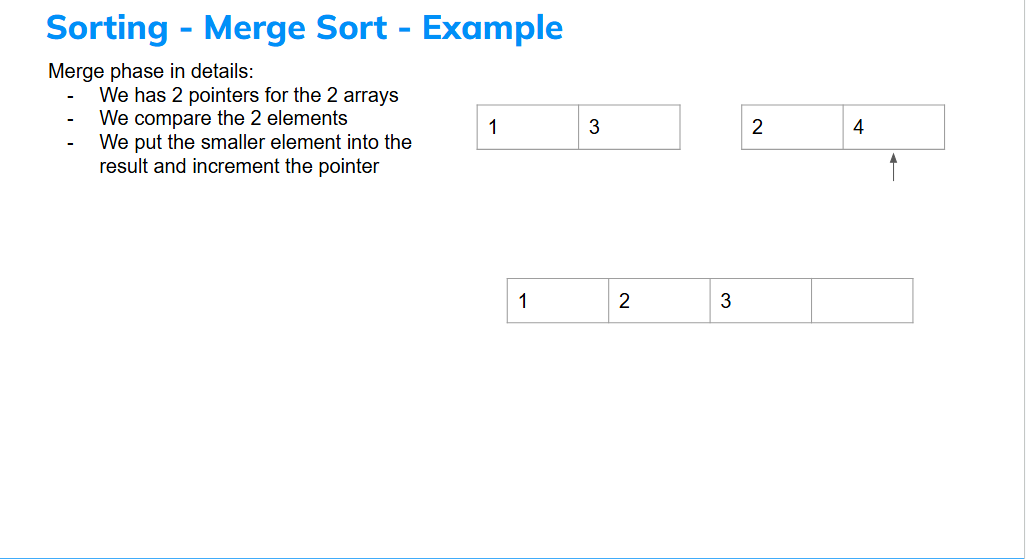 Sorting - Merge Sort - Example
Merge phase in details:
- We has 2 pointers for the 2 arrays
- We compare the 2 elements
- We put the smaller element into the
result and increment the pointer
1 3 2 4
1 2 3